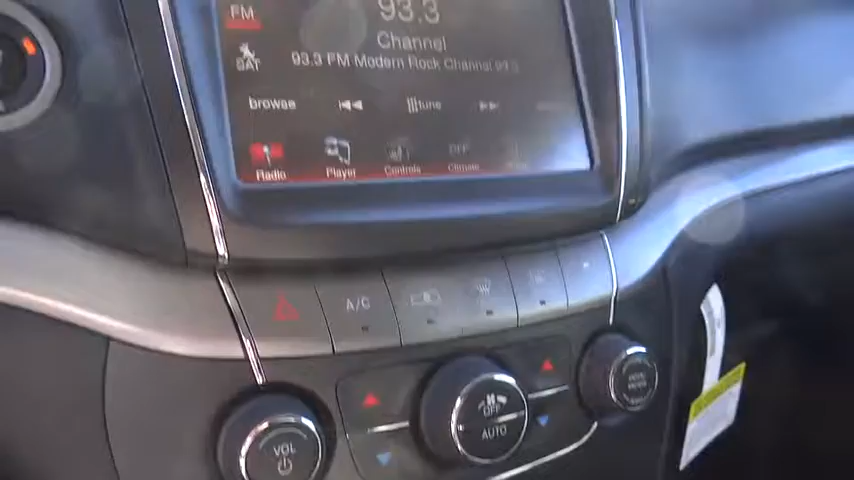 FM
93.3
Channel
SAT
93.3 FM Modern Rock Channel 93.3
browse
tune
Radio
Player
Controls
OFF
Climate
A/C
VOL
OFF
AUTO